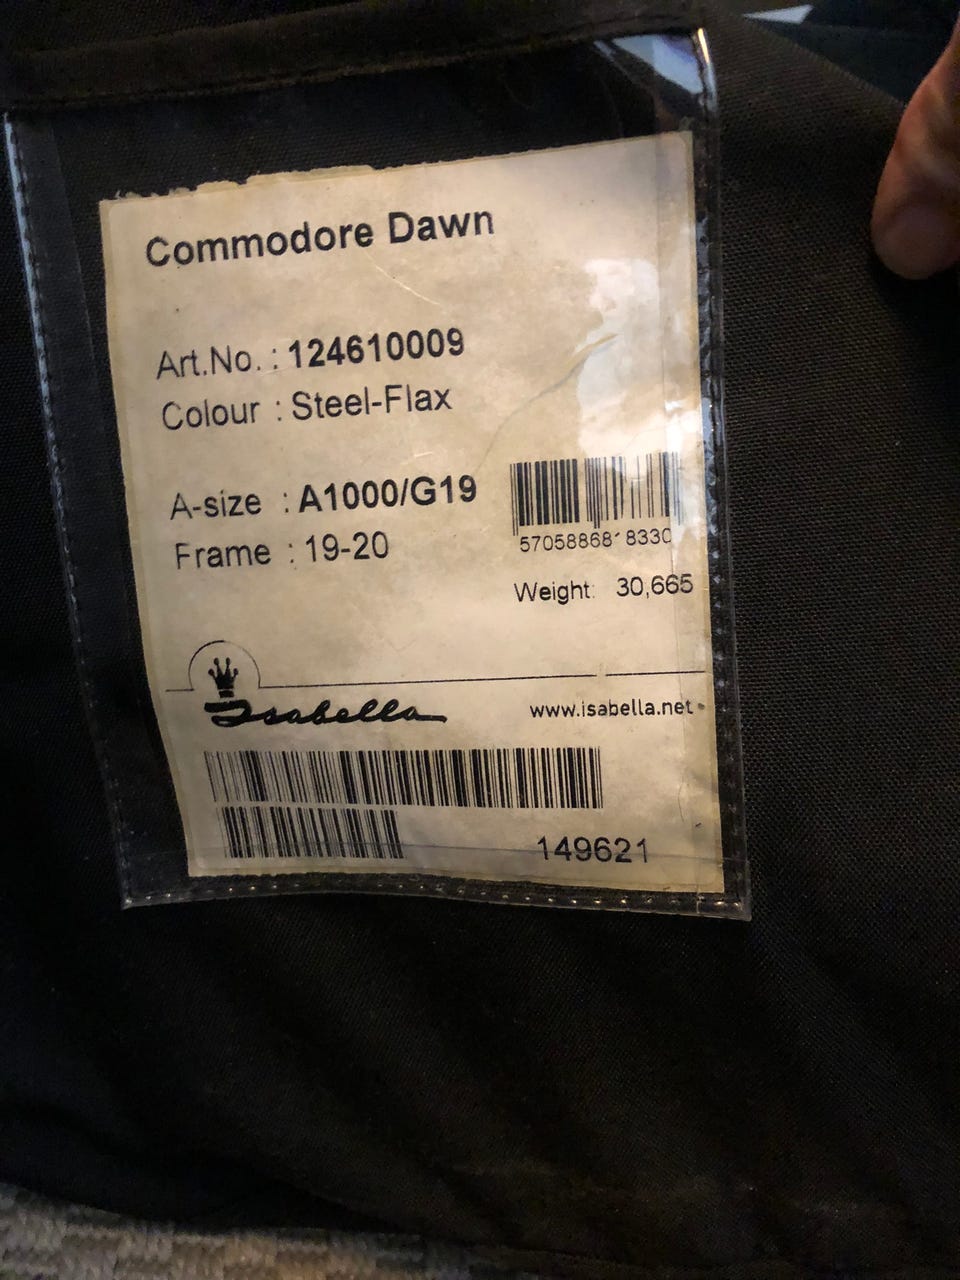 Commodore Dawn
Art.No. : 124610009
Colour : Steel-Flax
A-size : A1000/G19
Frame : 19-20
Weight: 30,665
Isabella
www.isabella.net
149621